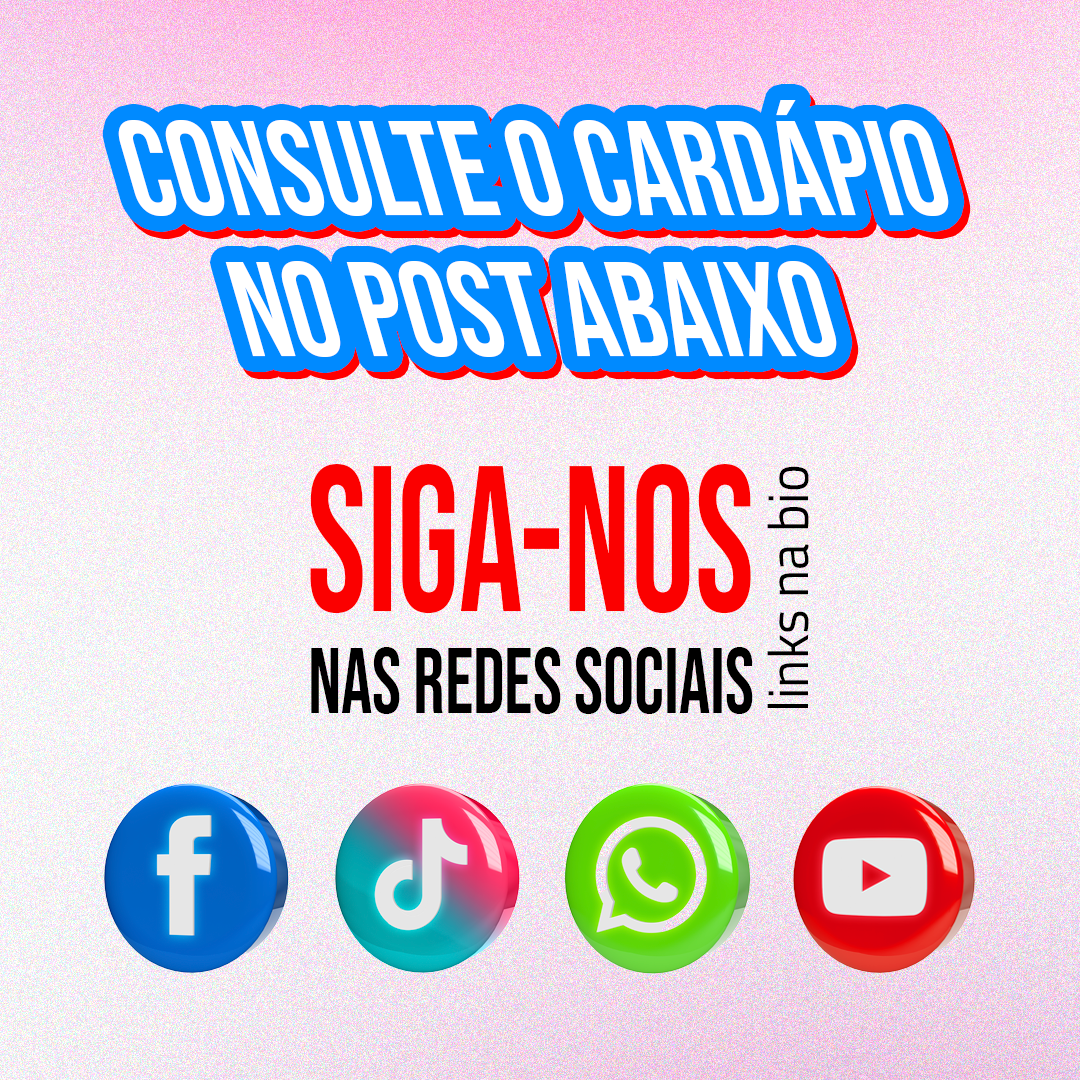 CONSULTE O CARDÁPIO
NO POST ABAIXO
SIGA-NOS
NAS REDES SOCIAIS
links na bio